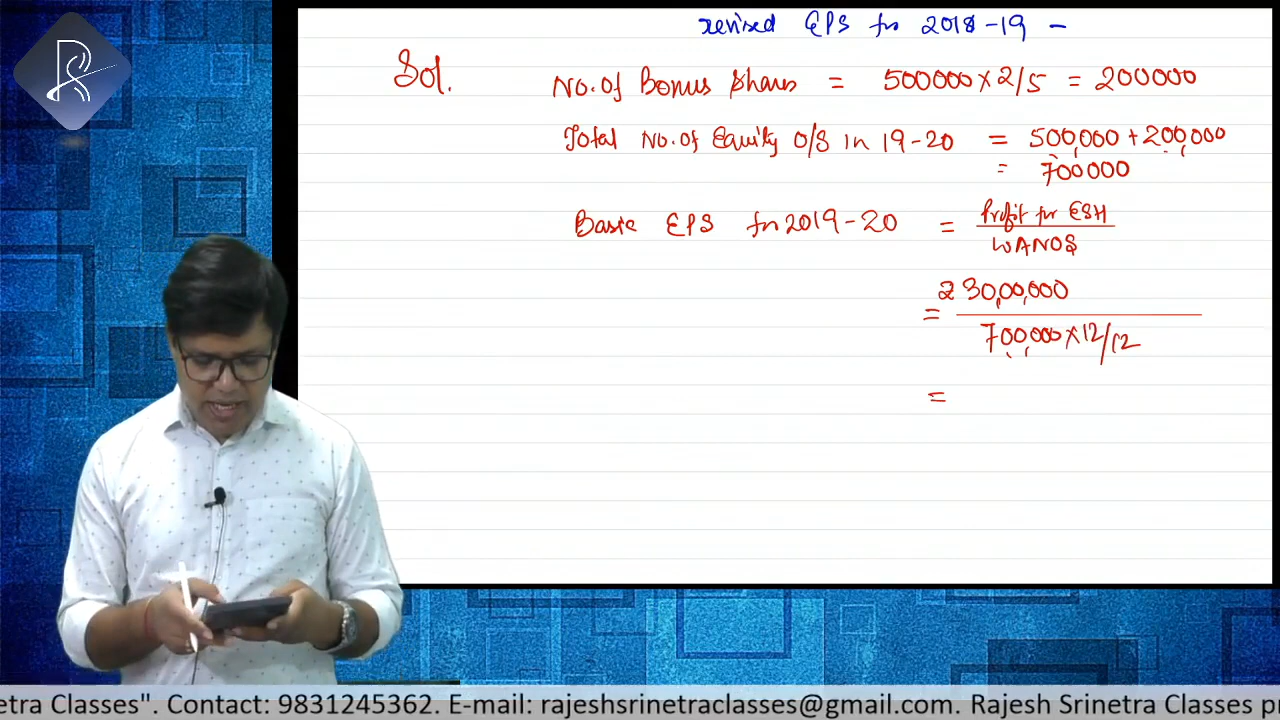 revised EPS for 2018-19 -
RS
Sol. No. of Bonus Shares = 500000 × 2/5 = 200000
Total No. of Equity O/S in 19-20 = 500,000 + 200,000
= 700000
Basic EPS for 2019-20 = Profit for ESH / WANOS
= 230,00,000 / 700,000 × 12/12
=
etra Classes". Contact: 9831245362. E-mail: rajeshsrinetraclasses@gmail.com. Rajesh Srinetra Classes p